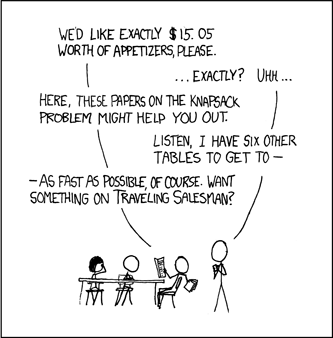 WE'D LIKE EXACTLY $15.05
WORTH OF APPETIZERS, PLEASE.
...EXACTLY? UHH...
HERE, THESE PAPERS ON THE KNAPSACK
PROBLEM MIGHT HELP YOU OUT.
LISTEN, I HAVE SIX OTHER
TABLES TO GET TO —
—AS FAST AS POSSIBLE, OF COURSE. WANT
SOMETHING ON TRAVELING SALESMAN?